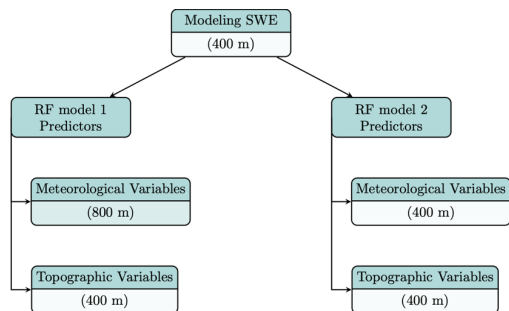 Modeling SWE
(400 m)
RF model 1
Predictors
RF model 2
Predictors
Meteorological Variables
(800 m)
Meteorological Variables
(400 m)
Topographic Variables
(400 m)
Topographic Variables
(400 m)